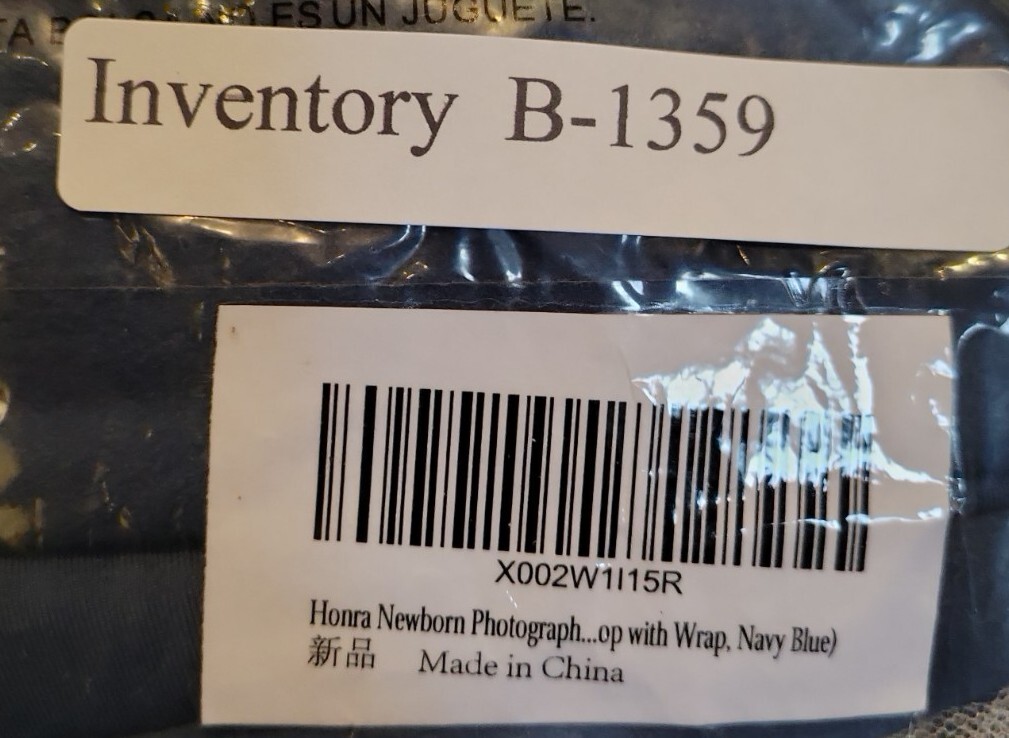 ES UN JUGUETE.
Inventory B-1359
X002W1I15R
Honra Newborn Photograph...op with Wrap, Navy Blue)
新品 Made in China